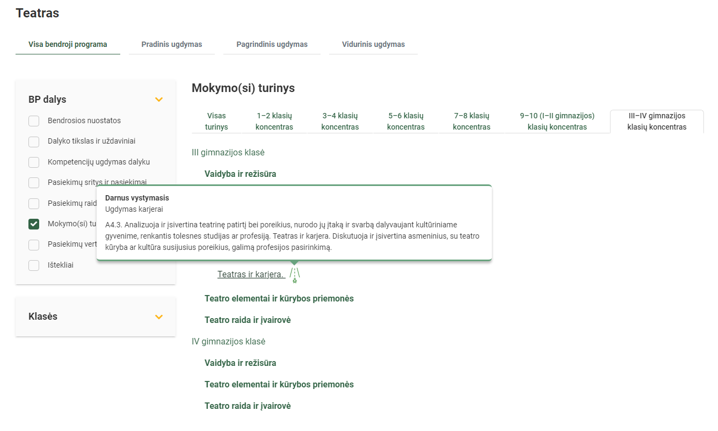 Teatras
Visa bendroji programa
Pradinis ugdymas
Pagrindinis ugdymas
Vidurinis ugdymas
BP dalys
Bendrosios nuostatos
Dalyko tikslas ir uždaviniai
Kompetencijų ugdymas dalyku
Pasiekimų sritys ir pasiekimai
Pasiekimų raid
Mokymo(si) tu
Pasiekimų vert
Ištekliai
Klasės
Mokymo(si) turinys
Visas turinys
1–2 klasių koncentras
3–4 klasių koncentras
5–6 klasių koncentras
7–8 klasių koncentras
9–10 (I–II gimnazijos) klasių koncentras
III–IV gimnazijos klasių koncentras
III gimnazijos klasė
Vaidyba ir režisūra
Darnus vystymasis
Ugdymas karjerai
A4.3. Analizuoja ir įsivertina teatrinę patirtį bei poreikius, nurodo jų įtaką ir svarbą dalyvaujant kultūriniame
gyvenime, renkantis tolesnes studijas ar profesiją. Teatras ir karjera. Diskutuoja ir įsivertina asmeninius, su teatro
kūryba ar kultūra susijusius poreikius, galimą profesijos pasirinkimą.
Teatras ir karjera.
Teatro elementai ir kūrybos priemonės
Teatro raida ir įvairovė
IV gimnazijos klasė
Vaidyba ir režisūra
Teatro elementai ir kūrybos priemonės
Teatro raida ir įvairovė